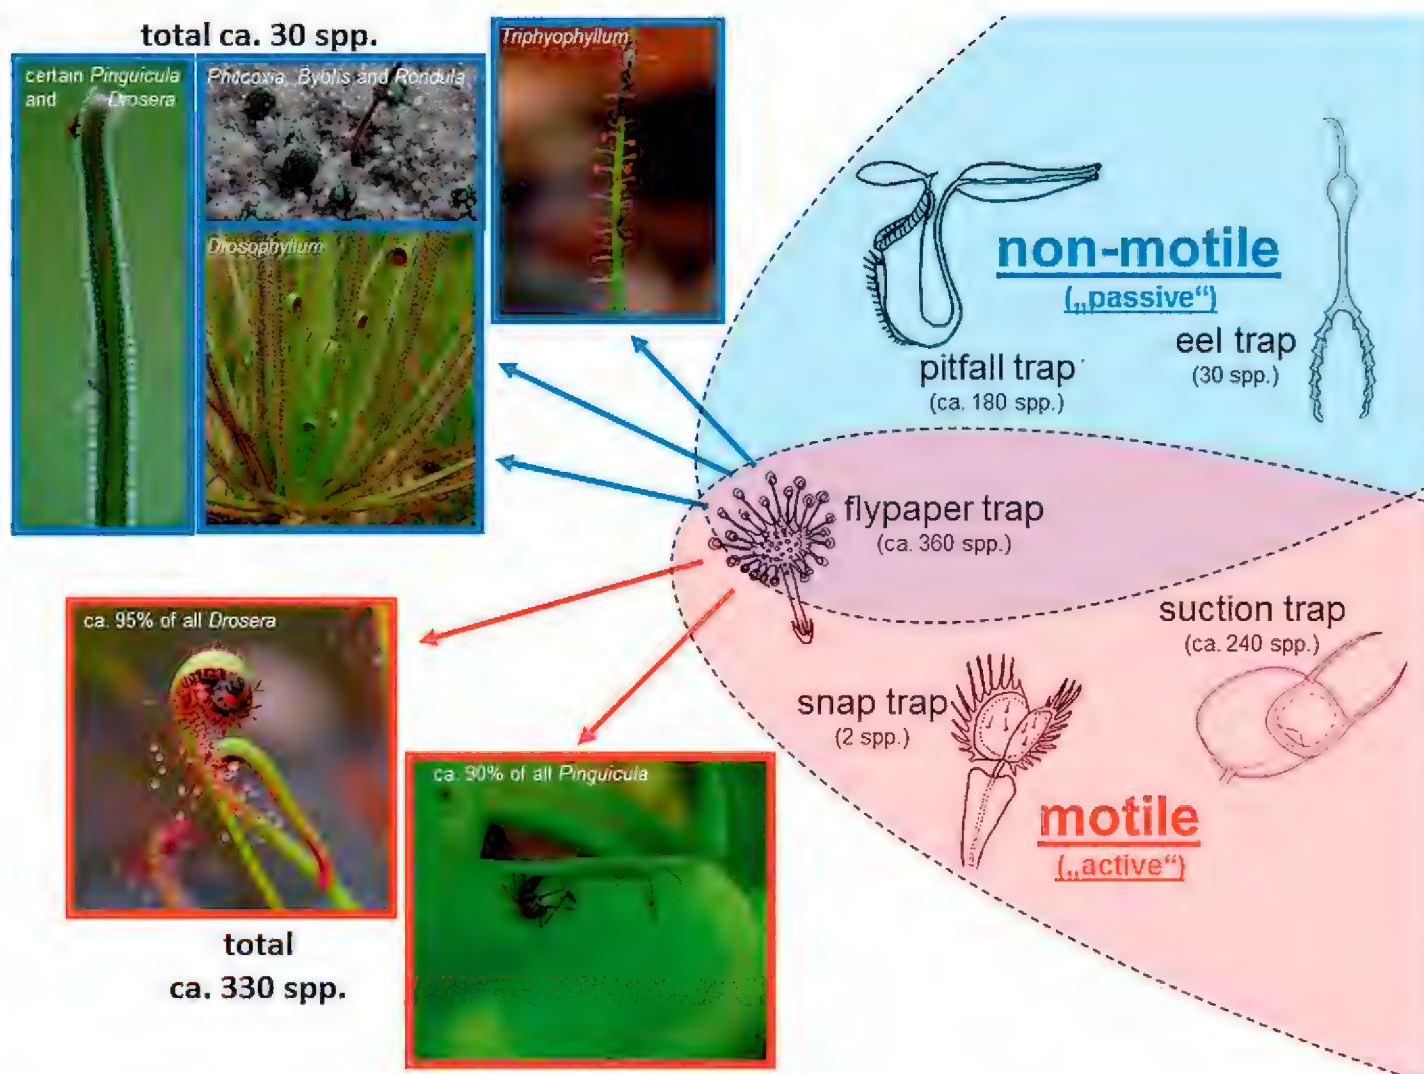 total ca. 30 spp.
certain Pinguicula
and Drosera
Philcoxia, Byblis and Roridula
Triphyophyllum
Drosophyllum
non-motile
(„passive“)
pitfall trap
(ca. 180 spp.)
eel trap
(30 spp.)
flypaper trap
(ca. 360 spp.)
suction trap
(ca. 240 spp.)
snap trap
(2 spp.)
motile
(„active“)
ca. 95% of all Drosera
ca. 90% of all Pinguicula
total
ca. 330 spp.